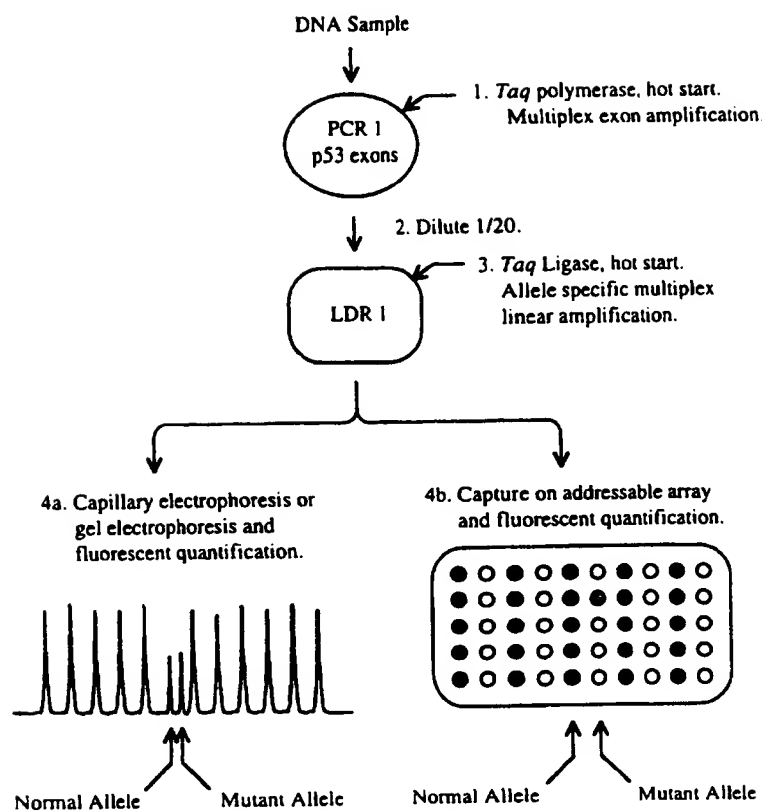 DNA Sample
1. Taq polymerase, hot start.
Multiplex exon amplification.
PCR 1
p53 exons
2. Dilute 1/20.
3. Taq Ligase, hot start.
Allele specific multiplex
linear amplification.
LDR 1
4a. Capillary electrophoresis or
gel electrophoresis and
fluorescent quantification.
4b. Capture on addressable array
and fluorescent quantification.
Normal Allele
Mutant Allele
Normal Allele
Mutant Allele